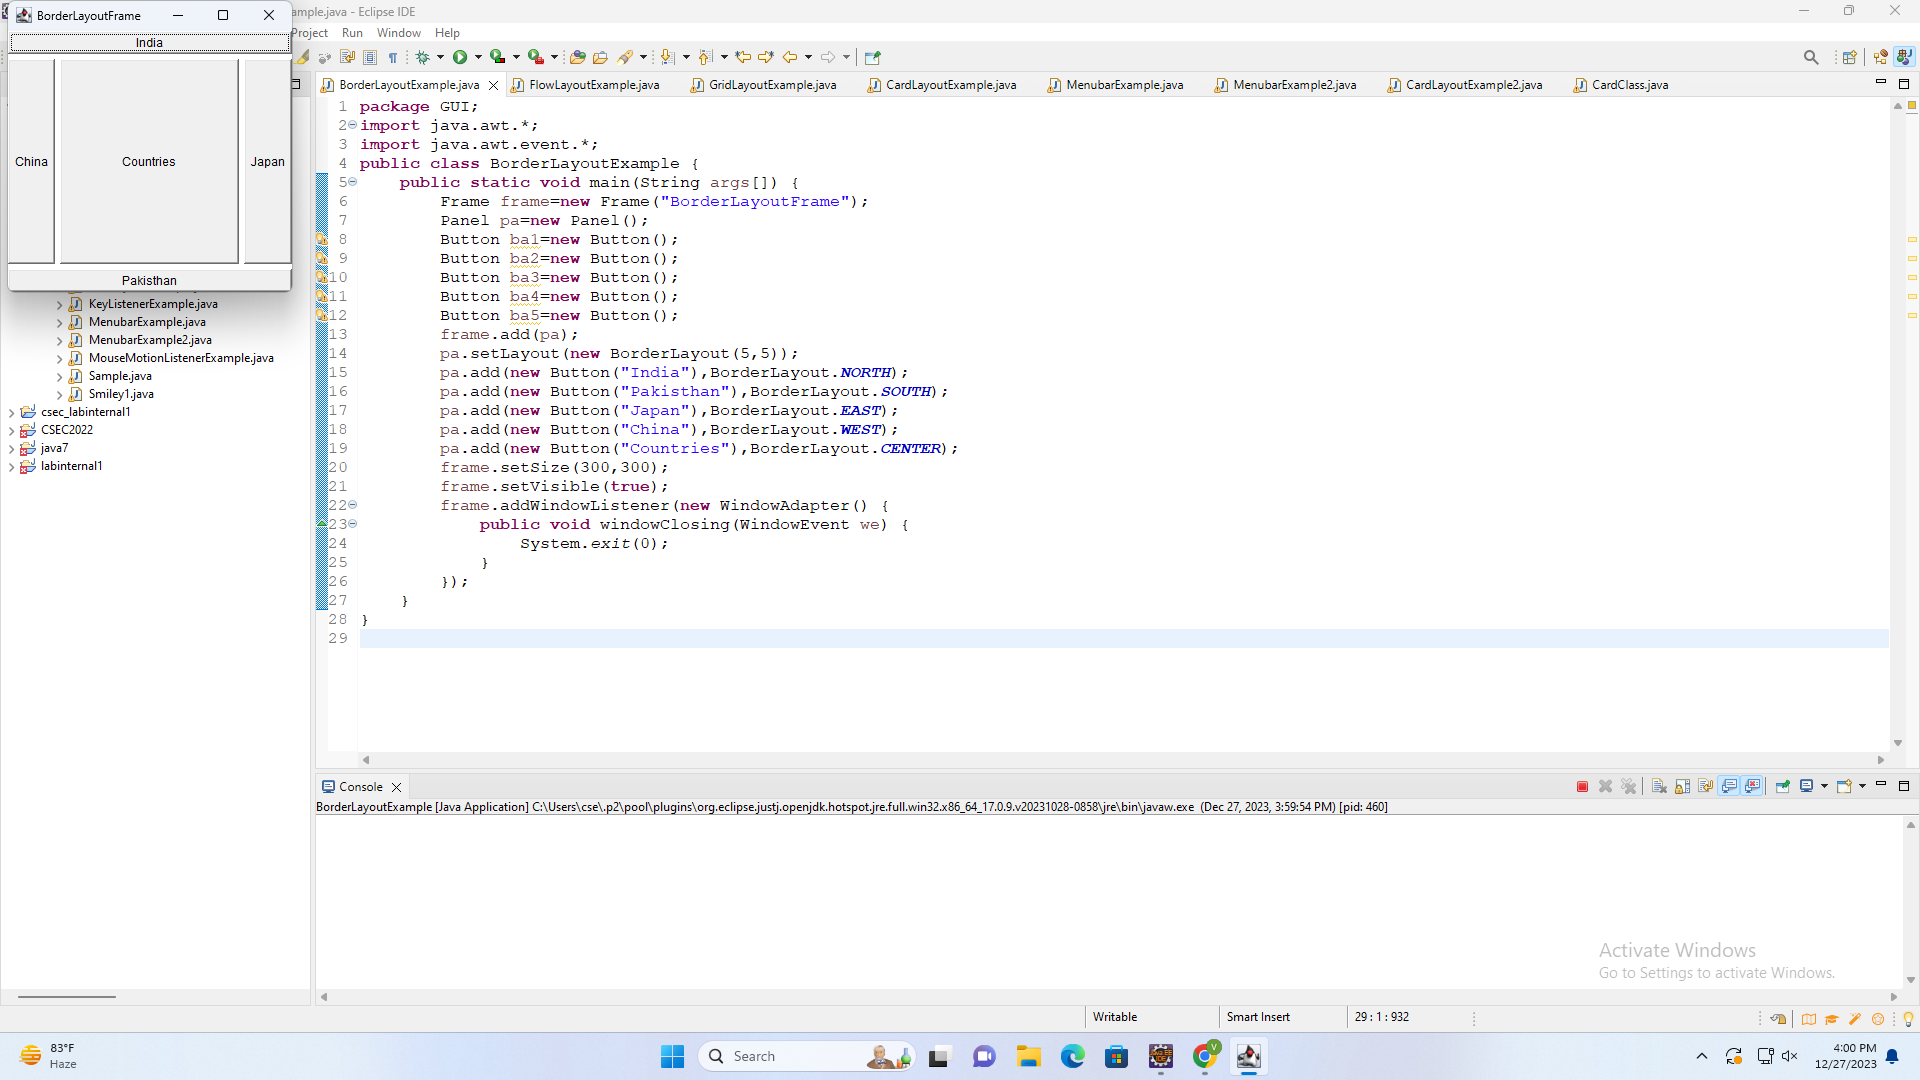 BorderLayoutFrame
ample.java - Eclipse IDE
India
China
Countries
Japan
Pakisthan
Project Run Window Help
KeyListenerExample.java
MenubarExample.java
MenubarExample2.java
MouseMotionListenerExample.java
Sample.java
Smiley1.java
csec_labinternal1
CSEC2022
java7
labinternal1
BorderLayoutExample.java FlowLayoutExample.java GridLayoutExample.java CardLayoutExample.java MenubarExample.java MenubarExample2.java CardLayoutExample2.java CardClass.java
1 package GUI;
2 import java.awt.*;
3 import java.awt.event.*;
4 public class BorderLayoutExample {
5 public static void main(String args[]) {
6 Frame frame=new Frame("BorderLayoutFrame");
7 Panel pa=new Panel();
8 Button ba1=new Button();
9 Button ba2=new Button();
10 Button ba3=new Button();
11 Button ba4=new Button();
12 Button ba5=new Button();
13 frame.add(pa);
14 pa.setLayout(new BorderLayout(5,5));
15 pa.add(new Button("India"),BorderLayout.NORTH);
16 pa.add(new Button("Pakisthan"),BorderLayout.SOUTH);
17 pa.add(new Button("Japan"),BorderLayout.EAST);
18 pa.add(new Button("China"),BorderLayout.WEST);
19 pa.add(new Button("Countries"),BorderLayout.CENTER);
20 frame.setSize(300,300);
21 frame.setVisible(true);
22 frame.addWindowListener(new WindowAdapter() {
23 public void windowClosing(WindowEvent we) {
24 System.exit(0);
25 }
26 });
27 }
28 }
29
Console
BorderLayoutExample [Java Application] C:\Users\cse\.p2\pool\plugins\org.eclipse.justj.openjdk.hotspot.jre.full.win32.x86_64_17.0.9.v20231028-0858\jre\bin\javaw.exe (Dec 27, 2023, 3:59:54 PM) [pid: 460]
Activate Windows
Go to Settings to activate Windows.
Writable Smart Insert 29 : 1 : 932
83°F
Haze
Search
4:00 PM
12/27/2023